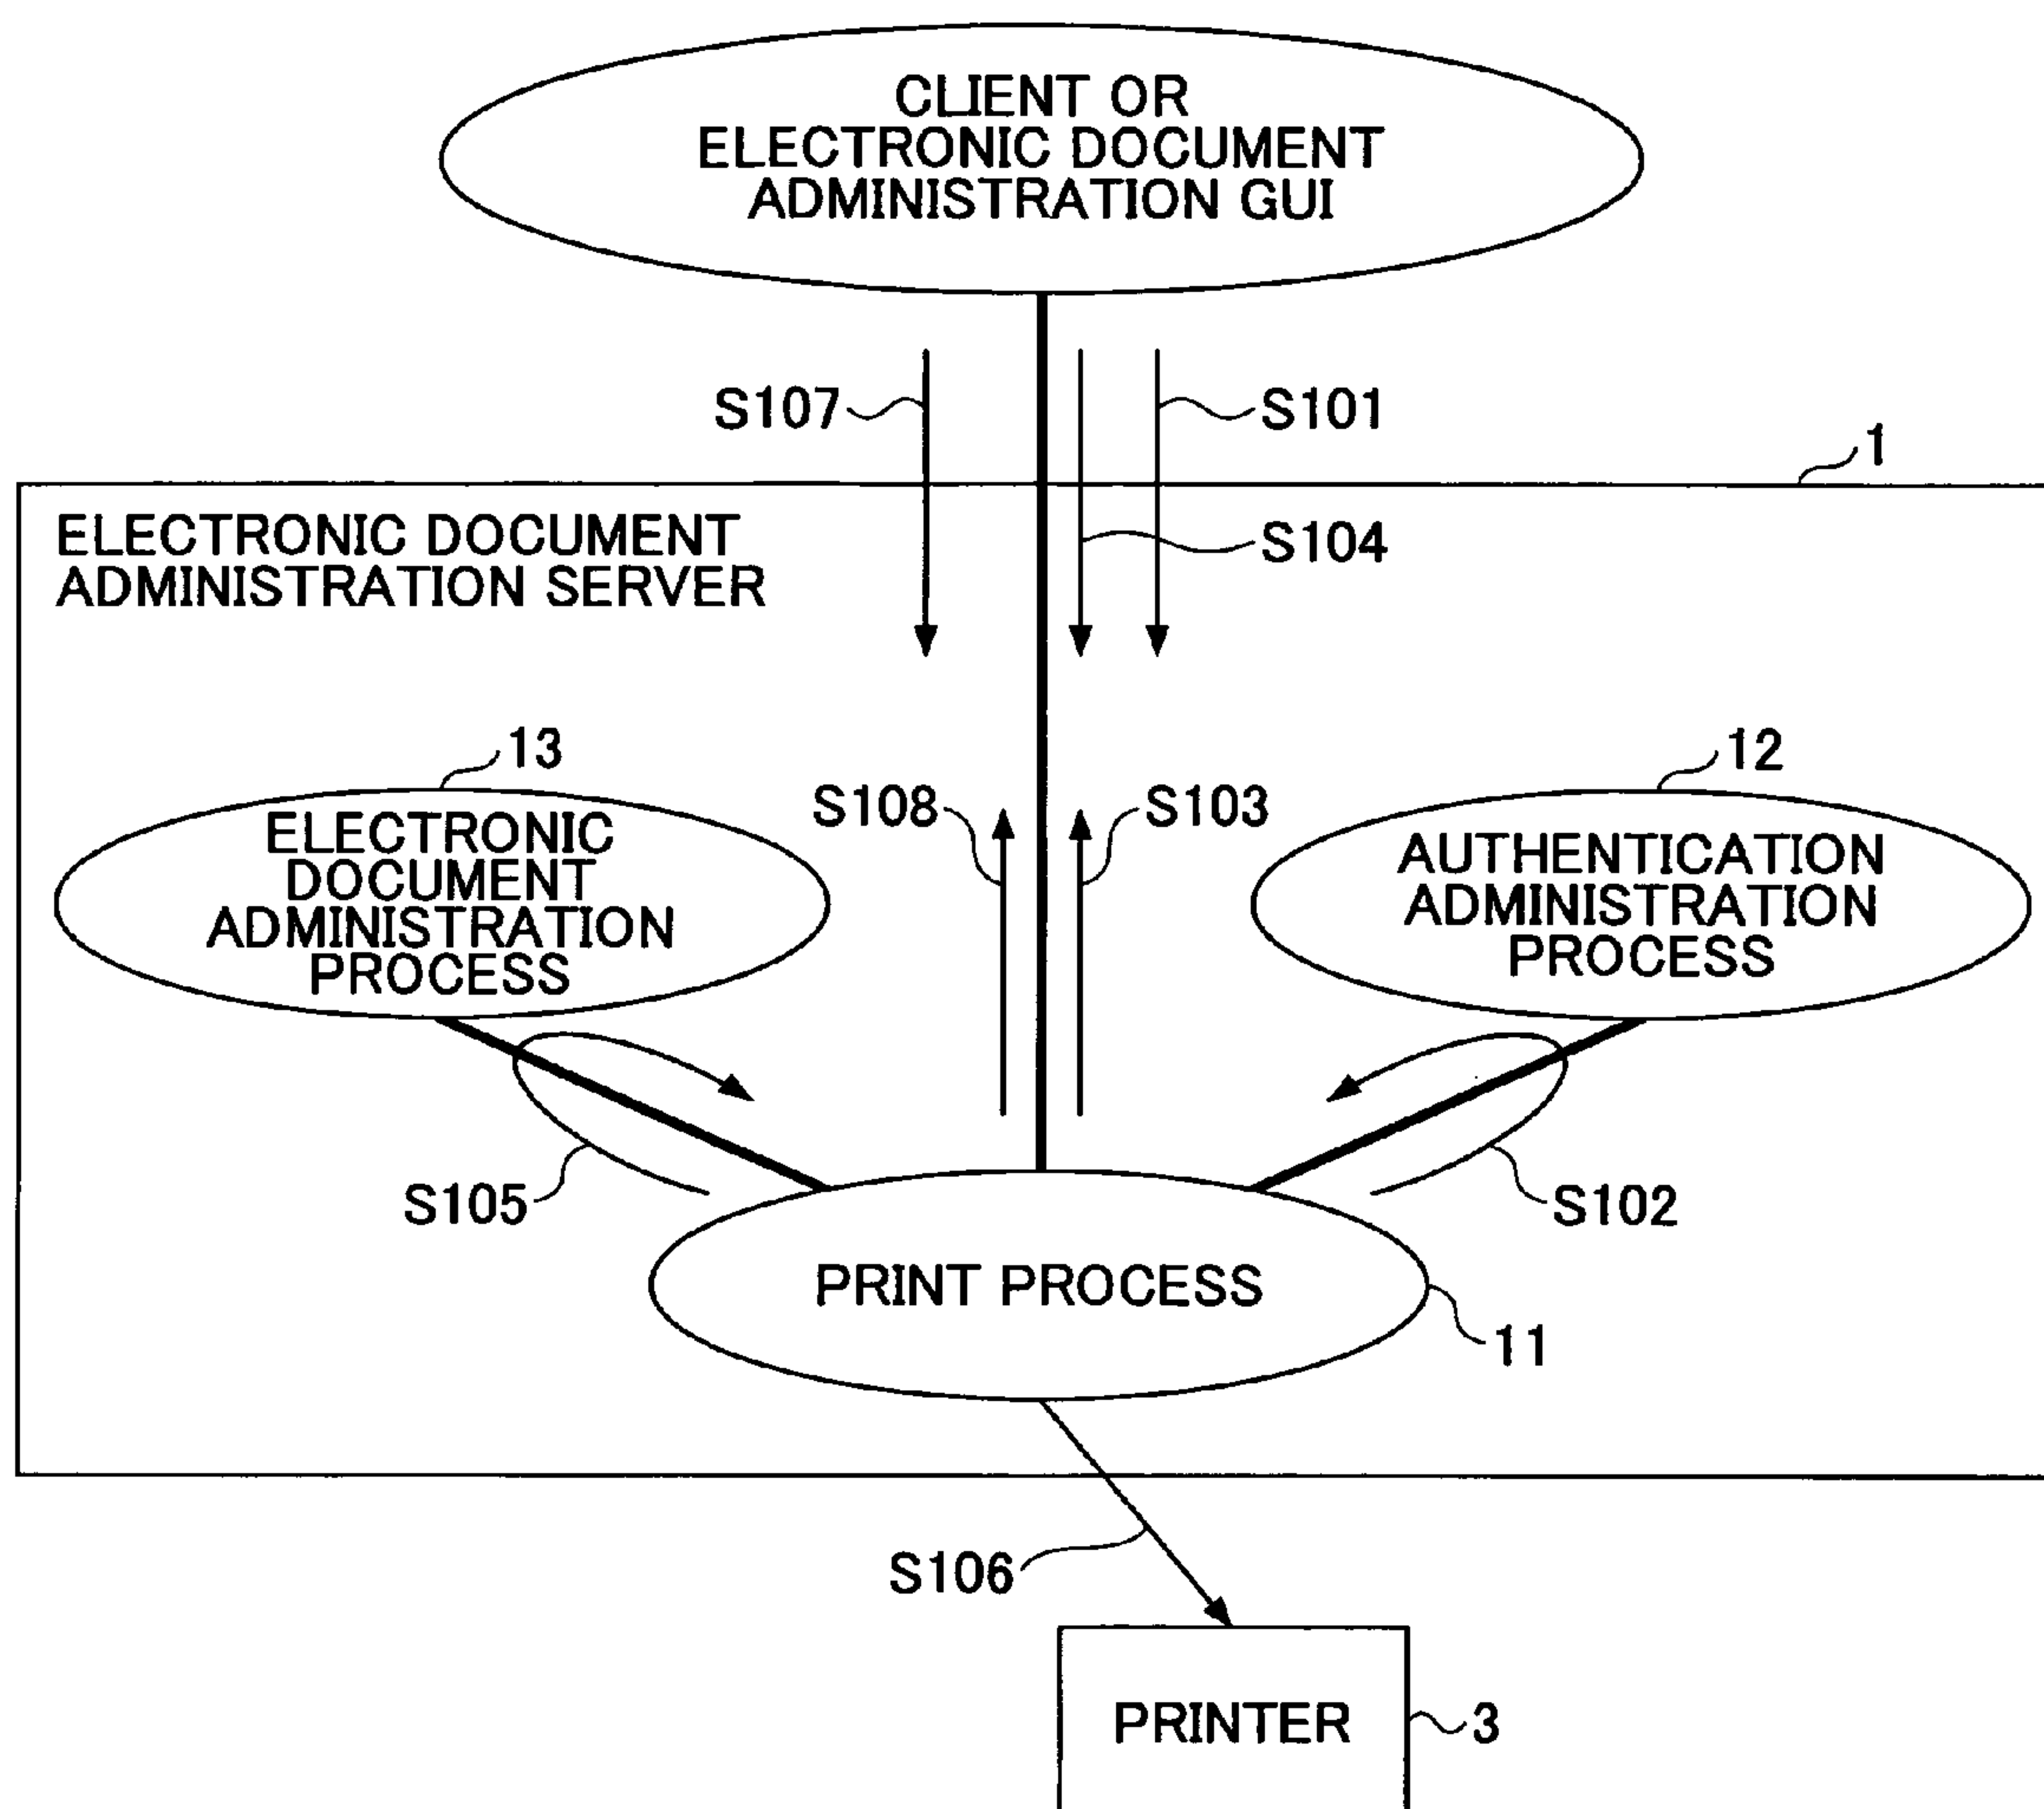 CLIENT OR
ELECTRONIC DOCUMENT
ADMINISTRATION GUI
S107
S101
1
ELECTRONIC DOCUMENT
ADMINISTRATION SERVER
S104
13
12
S108
S103
ELECTRONIC
DOCUMENT
ADMINISTRATION
PROCESS
AUTHENTICATION
ADMINISTRATION
PROCESS
S105
S102
PRINT PROCESS
11
S106
PRINTER
3